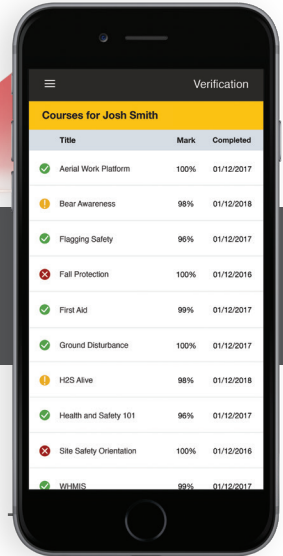 Verification
Courses for Josh Smith
Title Mark Completed
Aerial Work Platform 100% 01/12/2017
Bear Awareness 98% 01/12/2018
Flagging Safety 96% 01/12/2017
Fall Protection 100% 01/12/2016
First Aid 99% 01/12/2017
Ground Disturbance 100% 01/12/2017
H2S Alive 98% 01/12/2018
Health and Safety 101 96% 01/12/2017
Site Safety Orientation 100% 01/12/2016
WHMIS 99% 01/12/2017